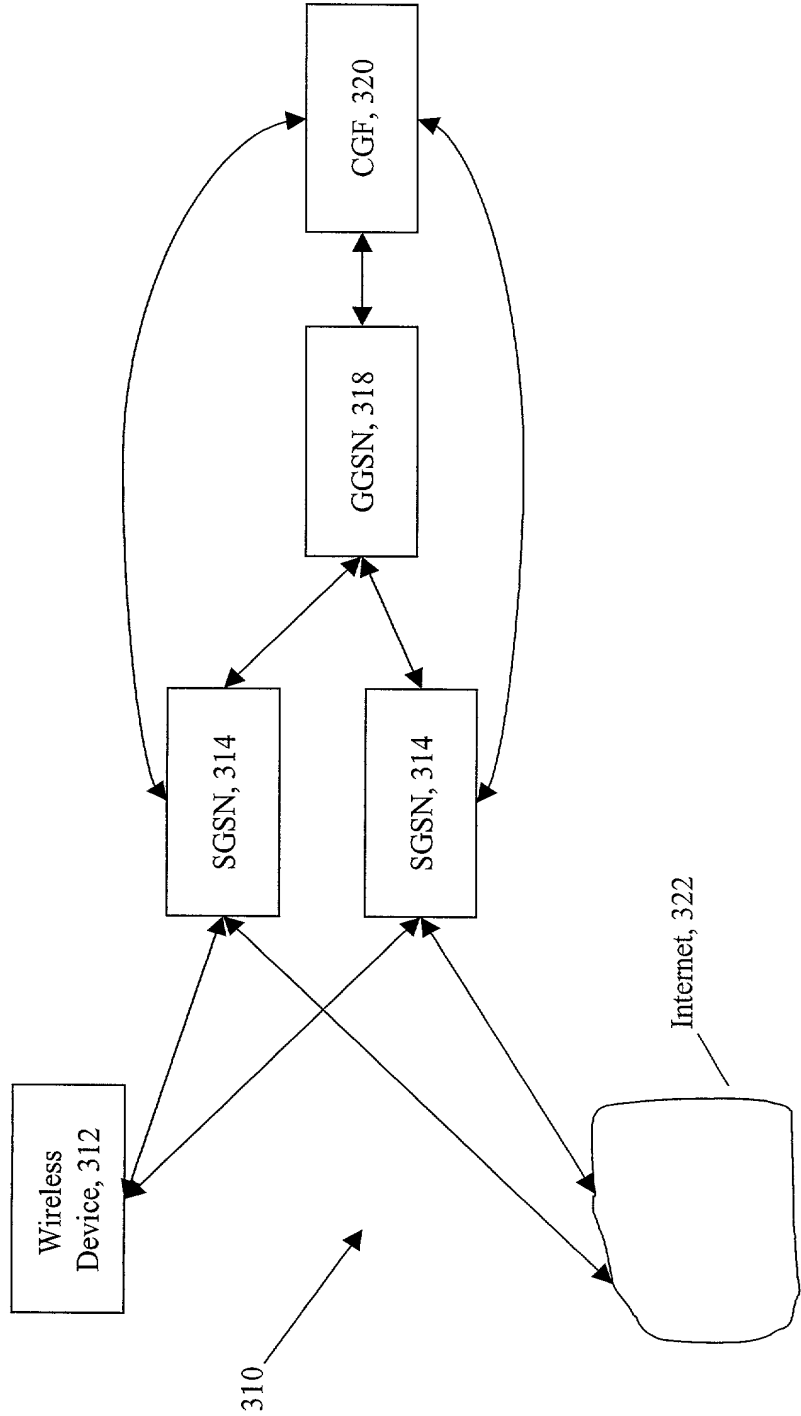 310
Wireless
Device, 312
SGSN, 314
SGSN, 314
GGSN, 318
CGF, 320
Internet, 322